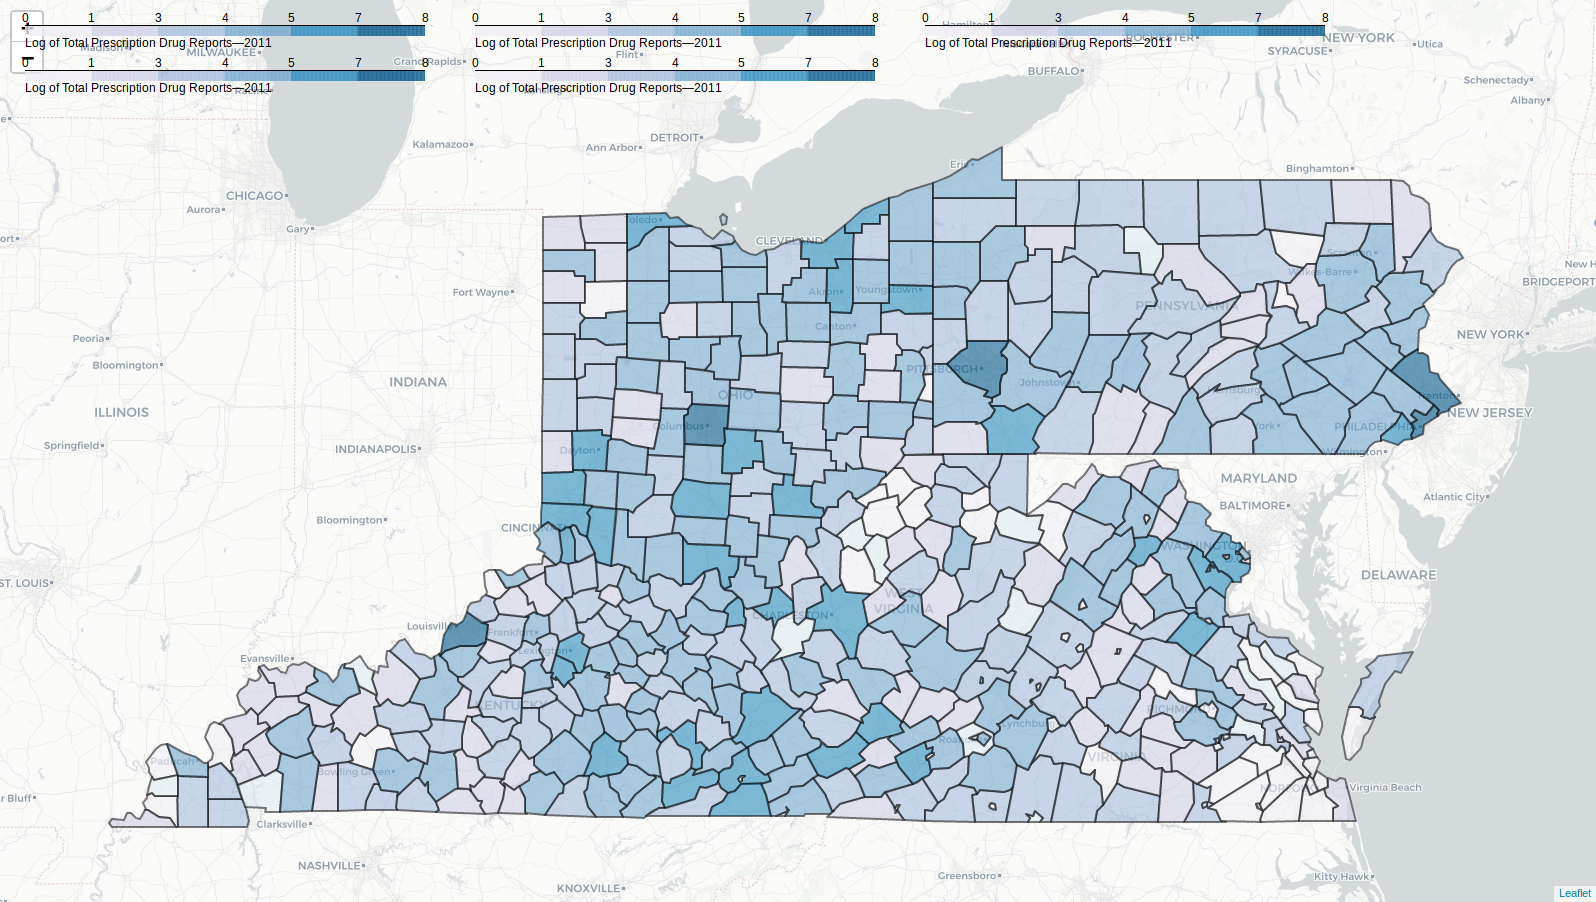 0 1 3 4 5 7 8
Log of Total Prescription Drug Reports—2011
0 1 3 4 5 7 8
Log of Total Prescription Drug Reports—2011
0 1 3 4 5 7 8
Log of Total Prescription Drug Reports—2011
0 1 3 4 5 7 8
Log of Total Prescription Drug Reports—2011
0 1 3 4 5 7 8
Log of Total Prescription Drug Reports—2011
+
−
Hamilton
ROCHESTER
NEW YORK
Utica
Madison
MILWAUKEE
Grand Rapids
Flint
SYRACUSE
BUFFALO
Schenectady
Albany
Racine
Lansing
DETROIT
Kalamazoo
Ann Arbor
Erie
Binghamton
CHICAGO
Aurora
Gary
oledo
CLEVELAND
Scranton
Wilkes-Barre
New H
BRIDGEPORT
Fort Wayne
Akron
Youngstown
PENNSYLVANIA
Canton
NEW YORK
Peoria
Bloomington
INDIANA
PITTSBURGH
Johnstown
Harrisburg
Trenton
OHIO
ILLINOIS
Columbus
York
PHILADELPHIA
NEW JERSEY
Springfield
INDIANAPOLIS
Dayton
Wilmington
MARYLAND
BALTIMORE
Atlantic City
Bloomington
CINCINNATI
WASHINGTON
ST. LOUIS
DELAWARE
WEST
VIRGINIA
CHARLESTON
Louisville
Frankfort
Lexington
Evansville
KENTUCKY
RICHMOND
Lynchburg
Roanoke
VIRGINIA
Paducah
Bowling Green
NORFOLK
Virginia Beach
r Bluff
Clarksville
NASHVILLE
KNOXVILLE
Greensboro
Kitty Hawk
Leaflet